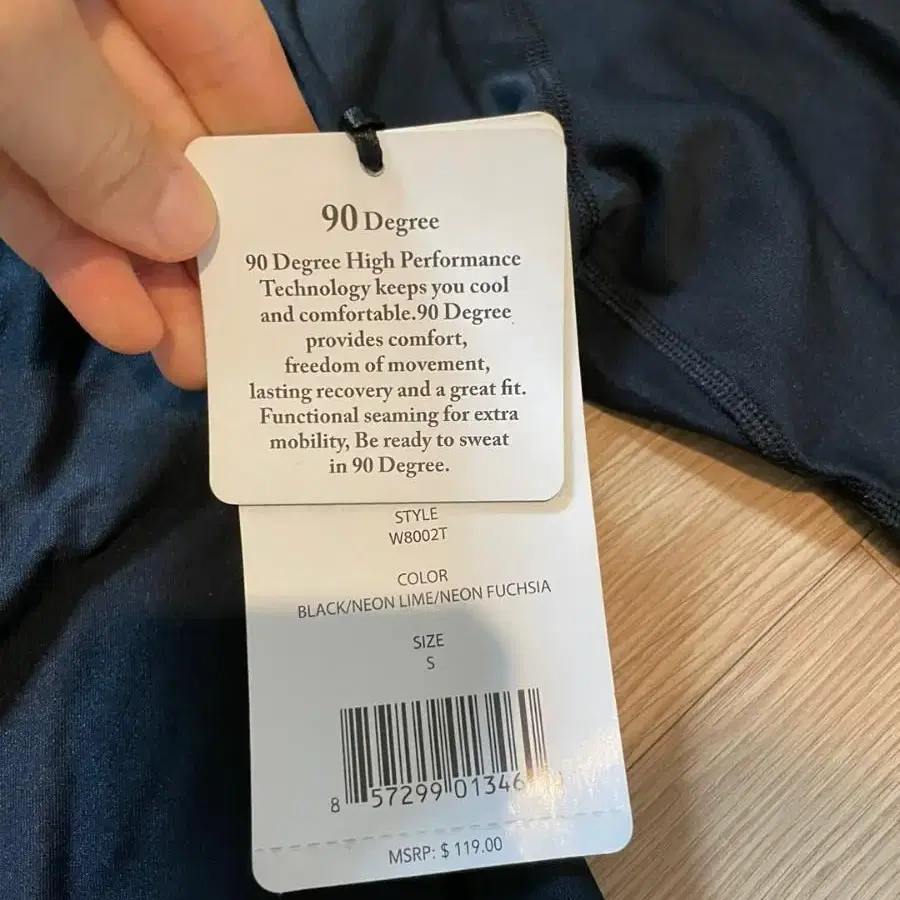 90 Degree
90 Degree High Performance
Technology keeps you cool
and comfortable.90 Degree
provides comfort,
freedom of movement,
lasting recovery and a great fit.
Functional seaming for extra
mobility, Be ready to sweat
in 90 Degree.
STYLE
W8002T
COLOR
BLACK/NEON LIME/NEON FUCHSIA
SIZE
S
8 57299 01346
MSRP: $ 119.00